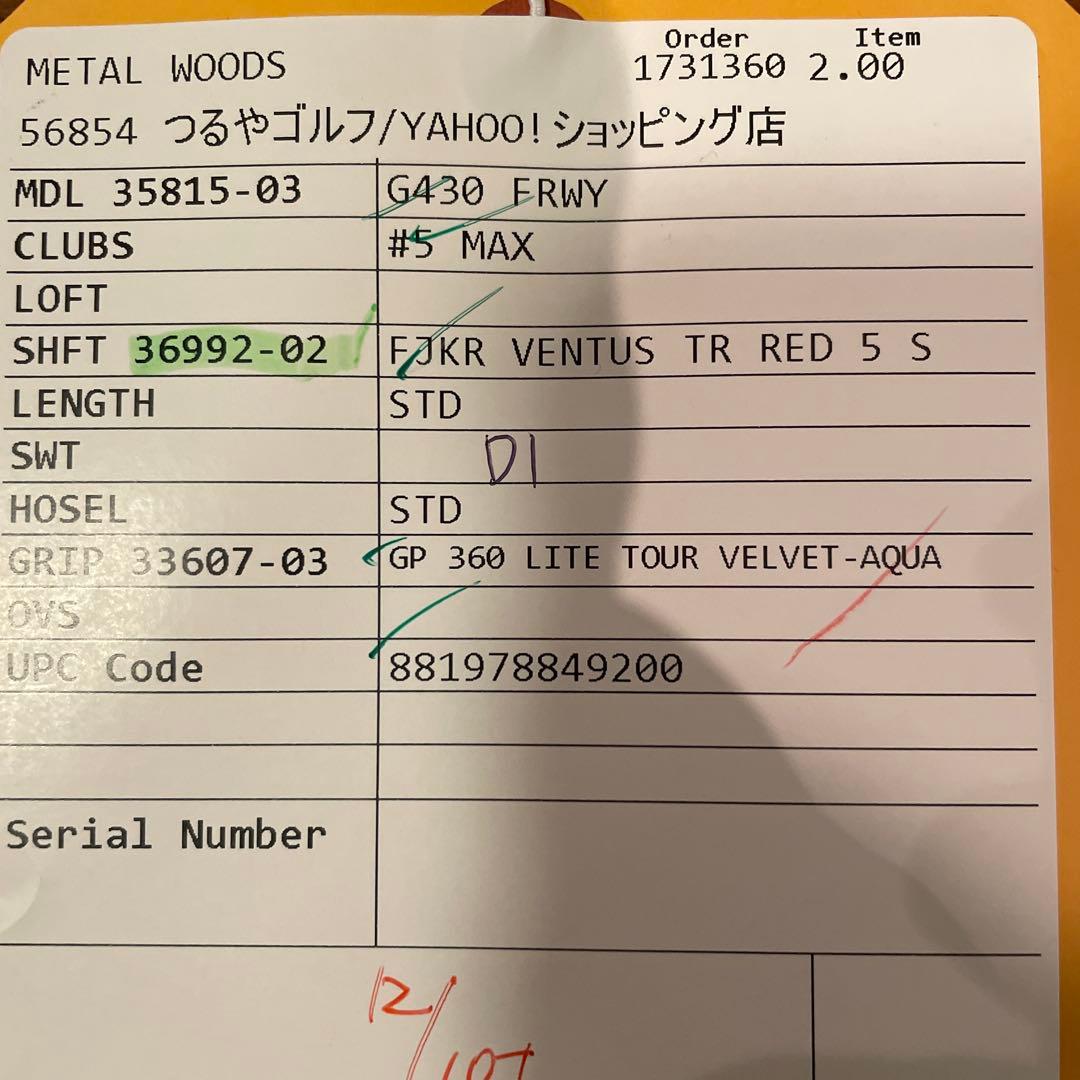 Order Item
METAL WOODS 1731360 2.00
56854 つるやゴルフ/YAHOO!ショッピング店
MDL 35815-03 G430 FRWY
CLUBS #5 MAX
LOFT
SHFT 36992-02 FJKR VENTUS TR RED 5 S
LENGTH STD
SWT D1
HOSEL STD
GRIP 33607-03 GP 360 LITE TOUR VELVET-AQUA
OVS
UPC Code 881978849200
Serial Number
12/